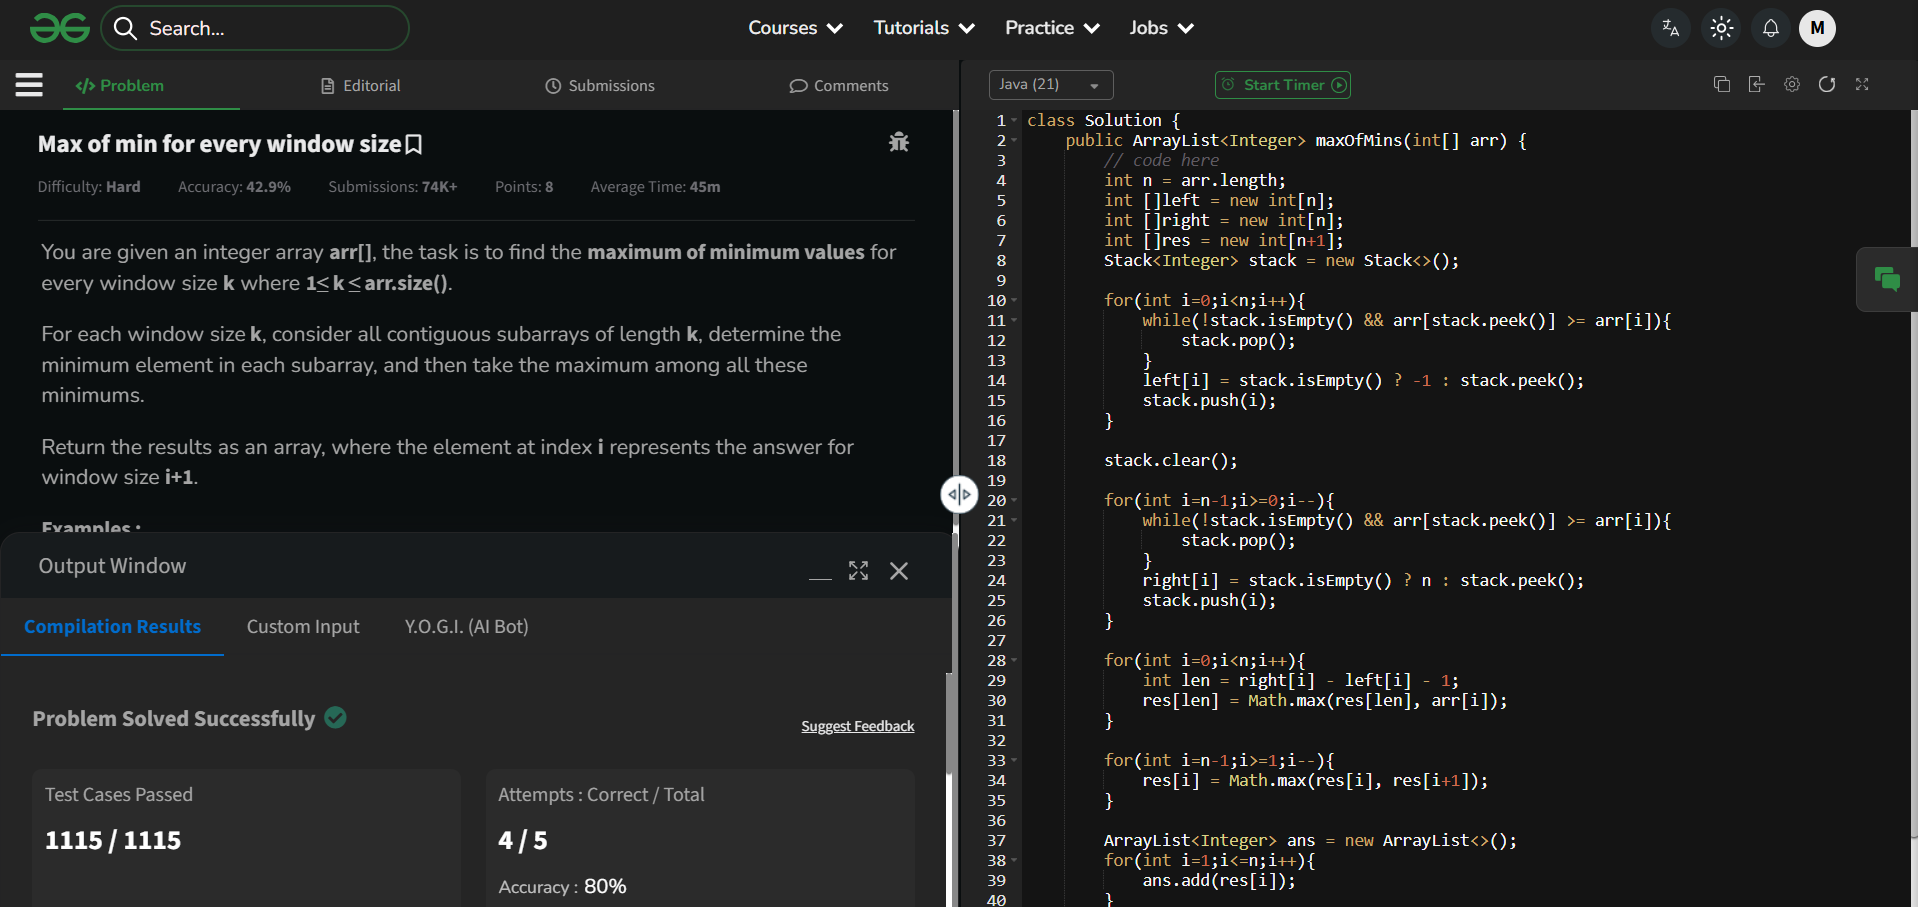 Search...
Courses
Tutorials
Practice
Jobs
M
</> Problem
Editorial
Submissions
Comments
Java (21)
Start Timer
Max of min for every window size
Difficulty: Hard Accuracy: 42.9% Submissions: 74K+ Points: 8 Average Time: 45m
You are given an integer array arr[], the task is to find the maximum of minimum values for
every window size k where 1≤ k ≤ arr.size().
For each window size k, consider all contiguous subarrays of length k, determine the
minimum element in each subarray, and then take the maximum among all these
minimums.
Return the results as an array, where the element at index i represents the answer for
window size i+1.
Examples :
Output Window
Compilation Results
Custom Input
Y.O.G.I. (AI Bot)
Problem Solved Successfully
Suggest Feedback
Test Cases Passed
1115 / 1115
Attempts : Correct / Total
4 / 5
Accuracy : 80%
1 class Solution {
2 public ArrayList<Integer> maxOfMins(int[] arr) {
3 // code here
4 int n = arr.length;
5 int []left = new int[n];
6 int []right = new int[n];
7 int []res = new int[n+1];
8 Stack<Integer> stack = new Stack<>();
9
10 for(int i=0;i<n;i++){
11 while(!stack.isEmpty() && arr[stack.peek()] >= arr[i]){
12 stack.pop();
13 }
14 left[i] = stack.isEmpty() ? -1 : stack.peek();
15 stack.push(i);
16 }
17
18 stack.clear();
19
20 for(int i=n-1;i>=0;i--){
21 while(!stack.isEmpty() && arr[stack.peek()] >= arr[i]){
22 stack.pop();
23 }
24 right[i] = stack.isEmpty() ? n : stack.peek();
25 stack.push(i);
26 }
27
28 for(int i=0;i<n;i++){
29 int len = right[i] - left[i] - 1;
30 res[len] = Math.max(res[len], arr[i]);
31 }
32
33 for(int i=n-1;i>=1;i--){
34 res[i] = Math.max(res[i], res[i+1]);
35 }
36
37 ArrayList<Integer> ans = new ArrayList<>();
38 for(int i=1;i<=n;i++){
39 ans.add(res[i]);
40 }